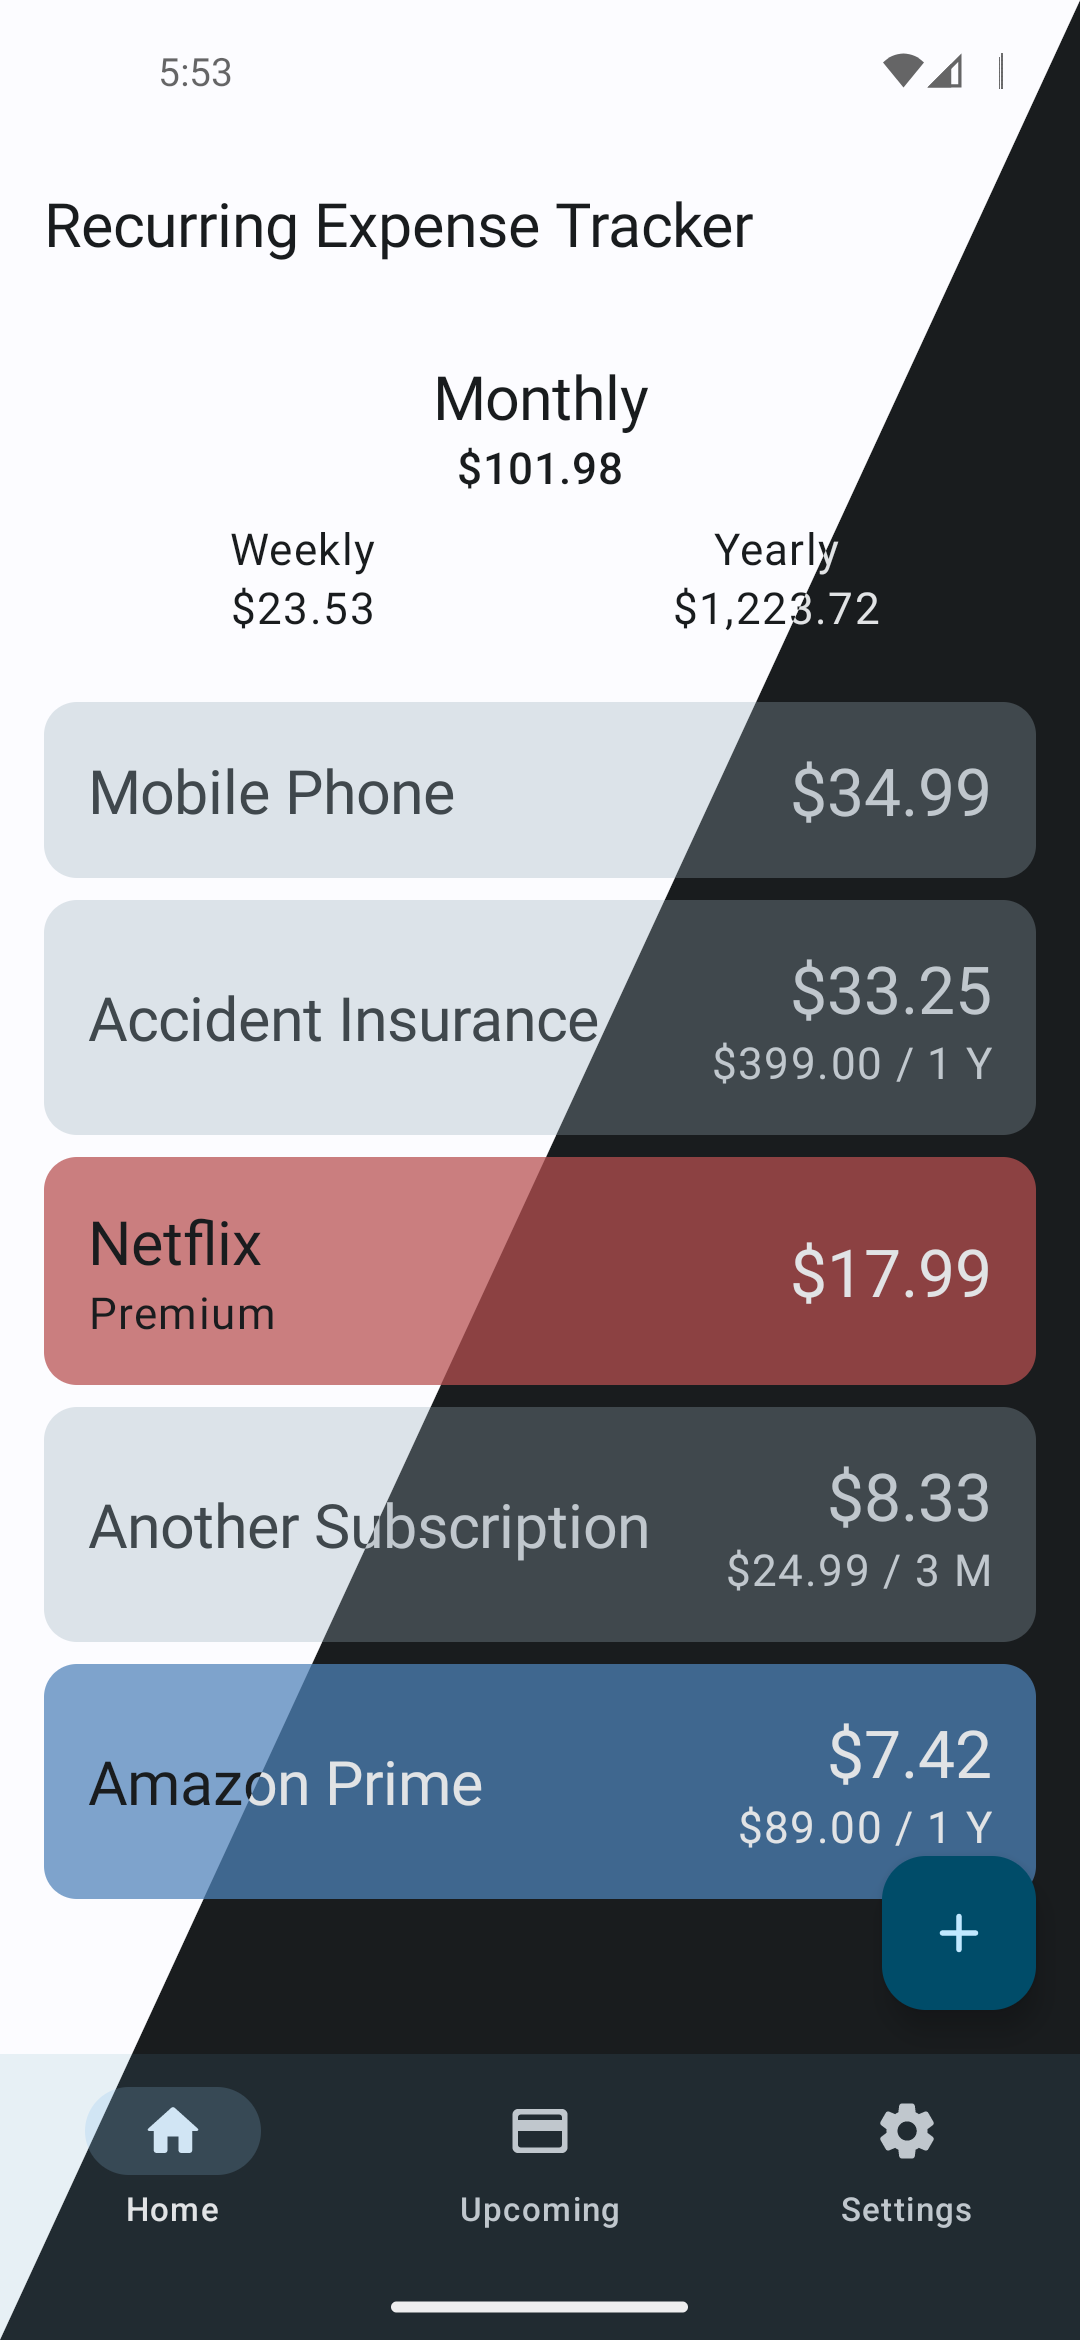 5:53
Recurring Expense Tracker
Monthly
$101.98
Weekly
Yearly
$23.53
$1,223.72
Mobile Phone
$34.99
Accident Insurance
$33.25
$399.00 / 1 Y
Netflix
Premium
$17.99
Another Subscription
$8.33
$24.99 / 3 M
Amazon Prime
$7.42
$89.00 / 1 Y
Home
Upcoming
Settings